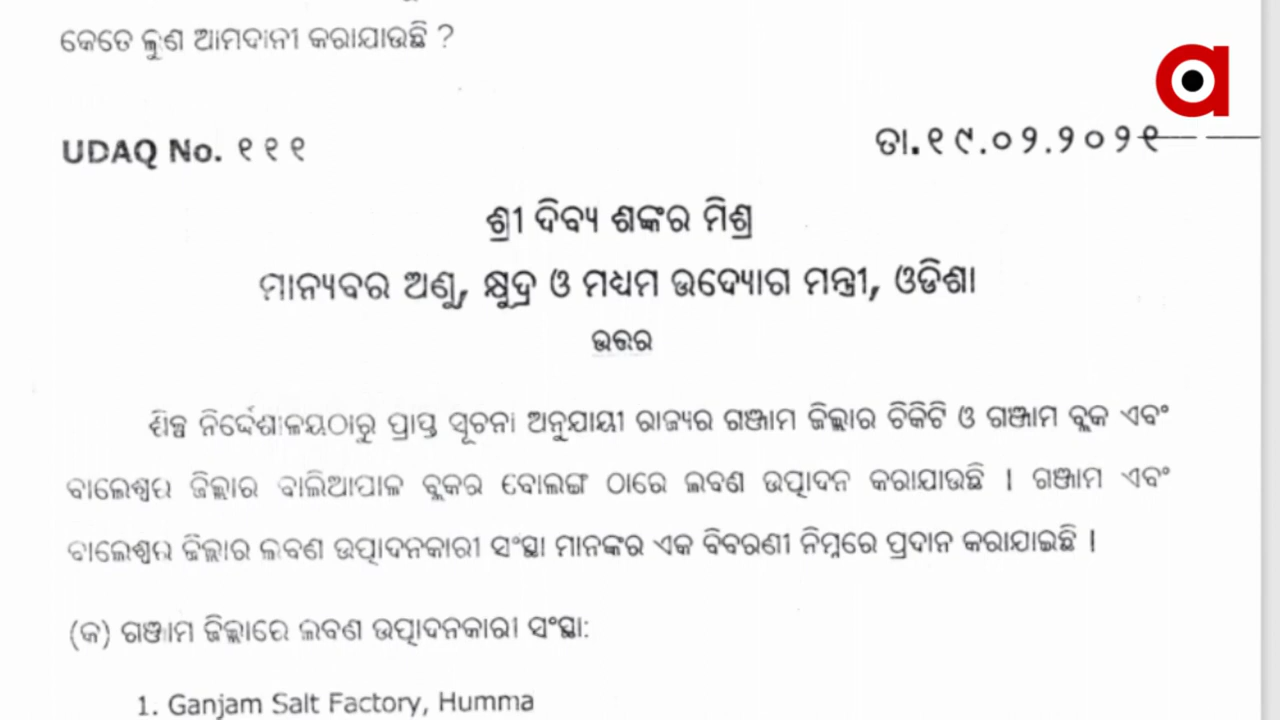 କେତେ ଲୁଣ ଆମଦାନୀ କରାଯାଉଛି ?
UDAQ No. ୧୧୧
ତା.୧୯.୦୨.୨୦୨୧
ଶ୍ରୀ ଦିବ୍ୟ ଶଙ୍କର ମିଶ୍ର
ମାନ୍ୟବର ଅଣୁ, କ୍ଷୁଦ୍ର ଓ ମଧ୍ୟମ ଉଦ୍ୟୋଗ ମନ୍ତ୍ରୀ, ଓଡିଶା
ଉତ୍ତର
ଶିଳ୍ପ ନିର୍ଦ୍ଦେଶାଳୟଠାରୁ ପ୍ରାପ୍ତ ସୂଚନା ଅନୁଯାୟୀ ରାଜ୍ୟର ଗଞ୍ଜାମ ଜିଲ୍ଲାର ଚିକିଟି ଓ ଗଞ୍ଜାମ ବ୍ଲକ ଏବଂ
ବାଲେଶ୍ୱର ଜିଲ୍ଲାର ବାଲିଆପାଳ ବ୍ଲକର ବୋଲଙ୍ଗ ଠାରେ ଲବଣ ଉତ୍ପାଦନ କରାଯାଉଛି । ଗଞ୍ଜାମ ଏବଂ
ବାଲେଶ୍ୱର ଜିଲ୍ଲାର ଲବଣ ଉତ୍ପାଦନକାରୀ ସଂସ୍ଥା ମାନଙ୍କର ଏକ ବିବରଣୀ ନିମ୍ନରେ ପ୍ରଦାନ କରାଯାଇଛି ।
(କ) ଗଞ୍ଜାମ ଜିଲ୍ଲାରେ ଲବଣ ଉତ୍ପାଦନକାରୀ ସଂସ୍ଥା:
1. Ganjam Salt Factory, Humma